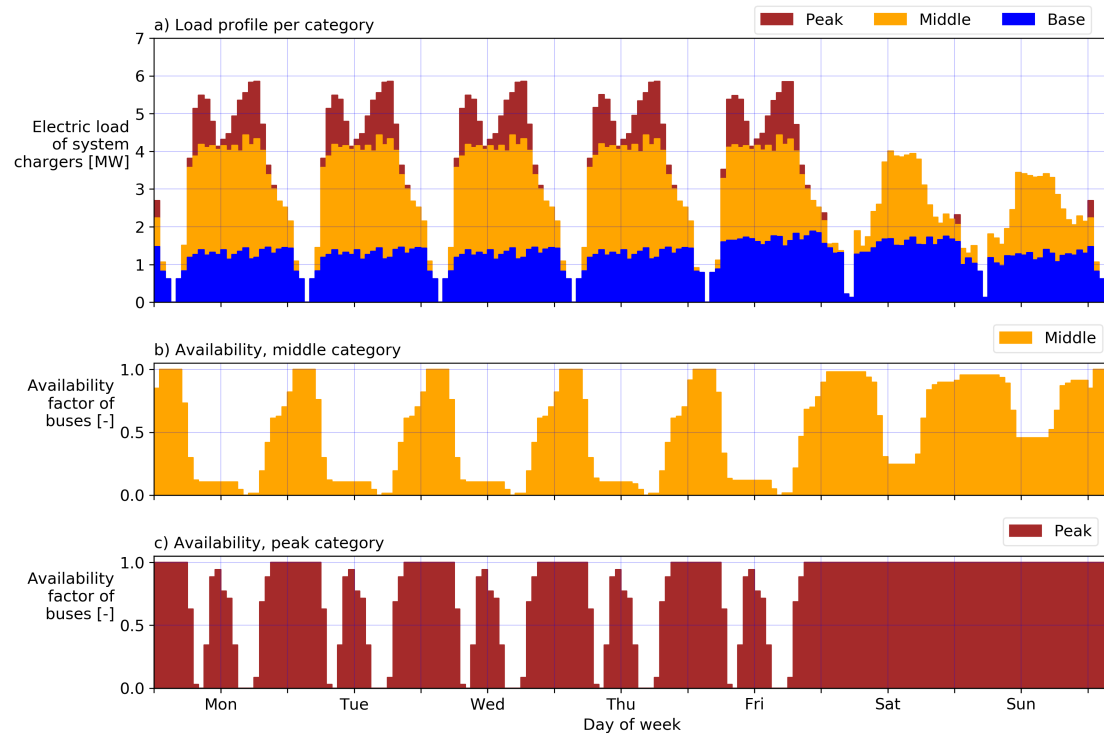 a) Load profile per category
Peak
Middle
Base
7
6
5
4
3
2
1
0
Electric load
of system
chargers [MW]
b) Availability, middle category
Middle
1.0
0.5
0.0
Availability
factor of
buses [-]
c) Availability, peak category
Peak
1.0
0.5
0.0
Availability
factor of
buses [-]
Mon
Tue
Wed
Thu
Fri
Sat
Sun
Day of week